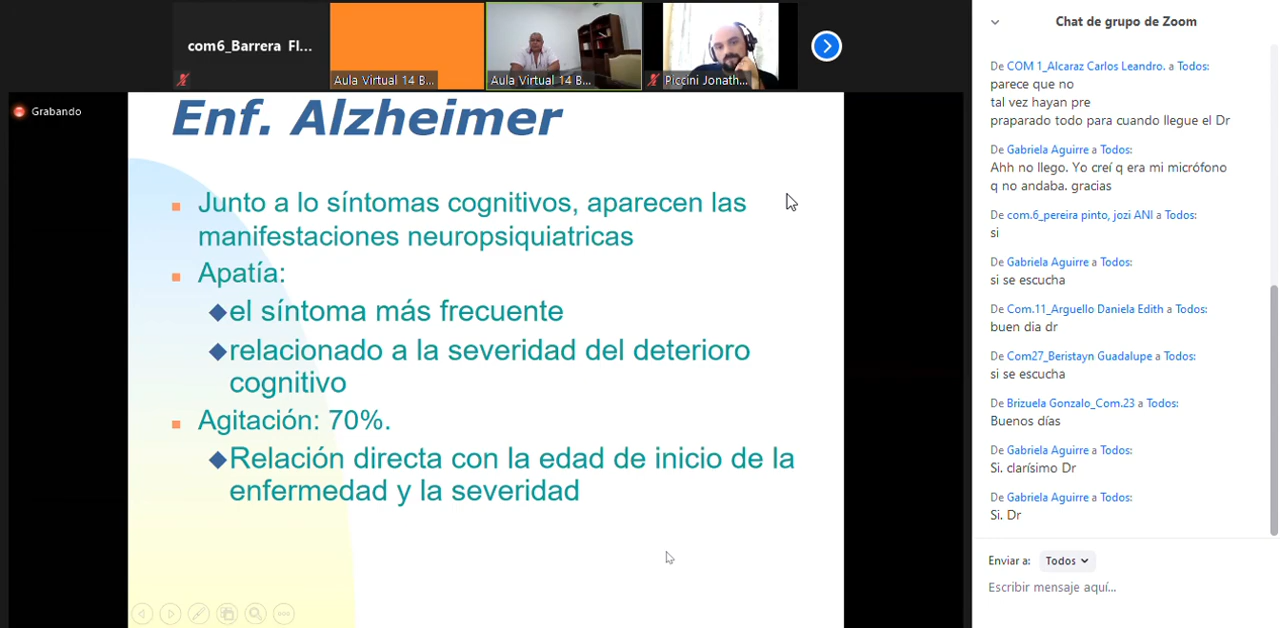 com6_Barrera Fl...
Aula Virtual 14 B...
Aula Virtual 14 B...
Piccini Jonath...
Grabando
Enf. Alzheimer
Junto a lo síntomas cognitivos, aparecen las
manifestaciones neuropsiquiatricas
Apatía:
el síntoma más frecuente
relacionado a la severidad del deterioro
cognitivo
Agitación: 70%.
Relación directa con la edad de inicio de la
enfermedad y la severidad
Chat de grupo de Zoom
De COM 1_Alcaraz Carlos Leandro. a Todos:
parece que no
tal vez hayan pre
praparado todo para cuando llegue el Dr
De Gabriela Aguirre a Todos:
Ahh no llego. Yo creí q era mi micrófono
q no andaba. gracias
De com.6_pereira pinto, jozi ANI a Todos:
si
De Gabriela Aguirre a Todos:
si se escucha
De Com.11_Arguello Daniela Edith a Todos:
buen dia dr
De Com27_Beristayn Guadalupe a Todos:
si se escucha
De Brizuela Gonzalo_Com.23 a Todos:
Buenos días
De Gabriela Aguirre a Todos:
Si. clarísimo Dr
De Gabriela Aguirre a Todos:
Si. Dr
Enviar a: Todos
Escribir mensaje aquí...